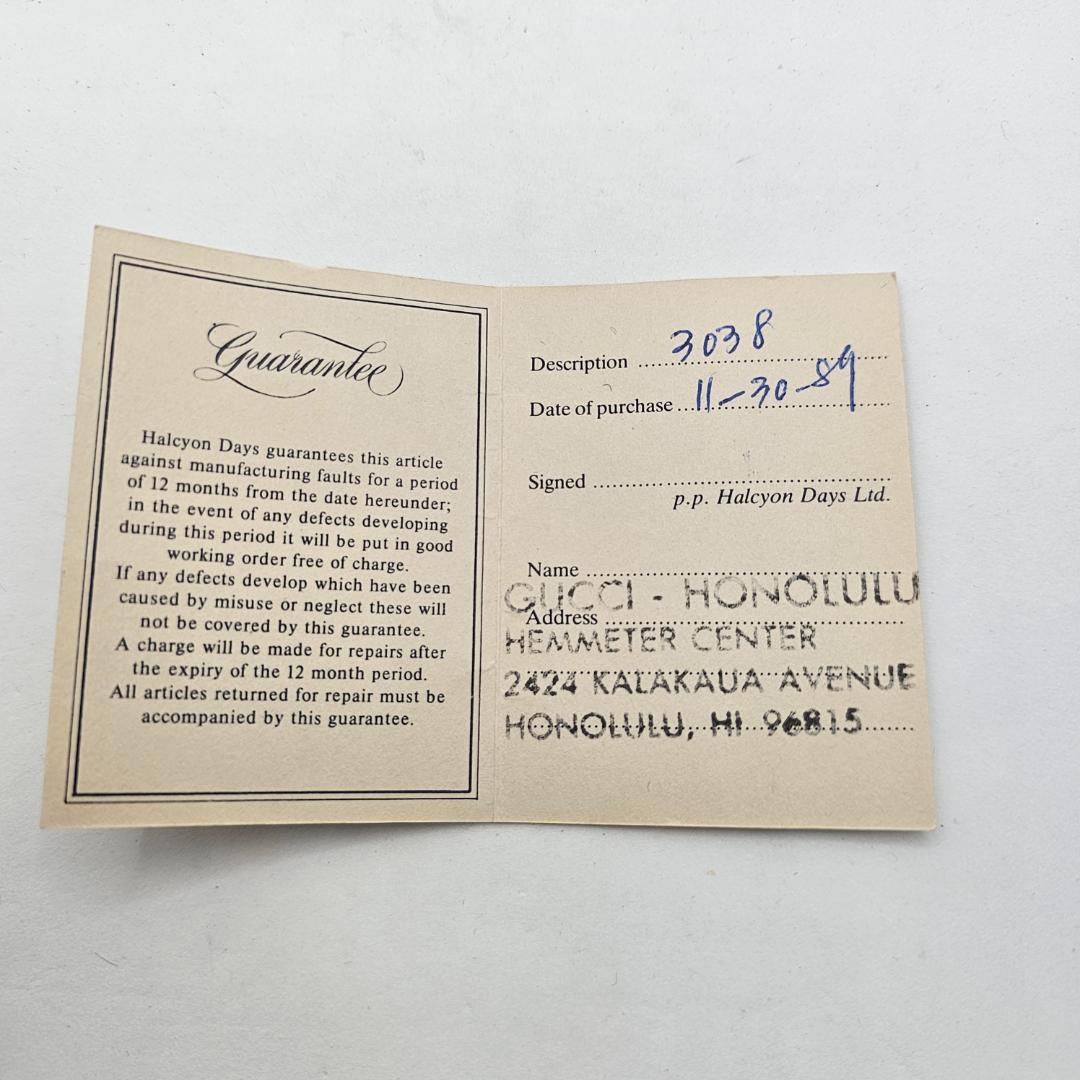 Guarantee
Halcyon Days guarantees this article
against manufacturing faults for a period
of 12 months from the date hereunder;
in the event of any defects developing
during this period it will be put in good
working order free of charge.
If any defects develop which have been
caused by misuse or neglect these will
not be covered by this guarantee.
A charge will be made for repairs after
the expiry of the 12 month period.
All articles returned for repair must be
accompanied by this guarantee.
Description 3038
Date of purchase 11-30-89
Signed
p.p. Halcyon Days Ltd.
Name
GUCCI - HONOLULU
Address
HEMMETER CENTER
2424 KALAKAUA AVENUE
HONOLULU, HI 96815